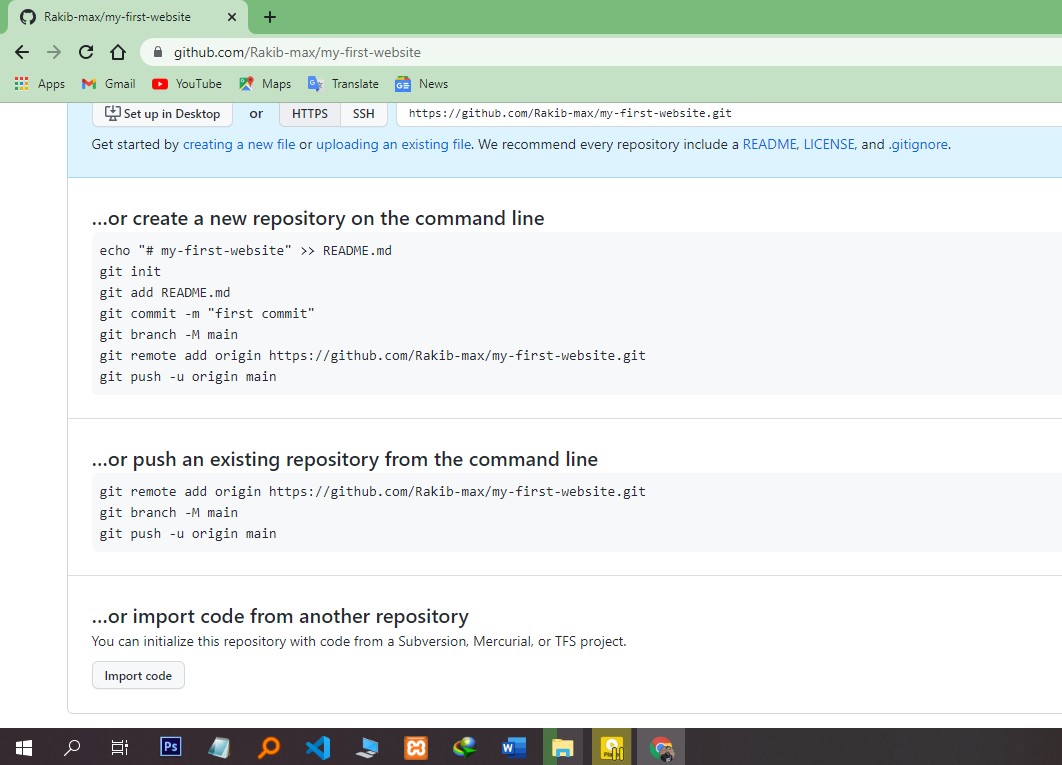 Rakib-max/my-first-website
github.com/Rakib-max/my-first-website
Apps Gmail YouTube Maps Translate News
Set up in Desktop or HTTPS SSH https://github.com/Rakib-max/my-first-website.git
Get started by creating a new file or uploading an existing file. We recommend every repository include a README, LICENSE, and .gitignore.
...or create a new repository on the command line
echo "# my-first-website" >> README.md
git init
git add README.md
git commit -m "first commit"
git branch -M main
git remote add origin https://github.com/Rakib-max/my-first-website.git
git push -u origin main
...or push an existing repository from the command line
git remote add origin https://github.com/Rakib-max/my-first-website.git
git branch -M main
git push -u origin main
...or import code from another repository
You can initialize this repository with code from a Subversion, Mercurial, or TFS project.
Import code
Ps